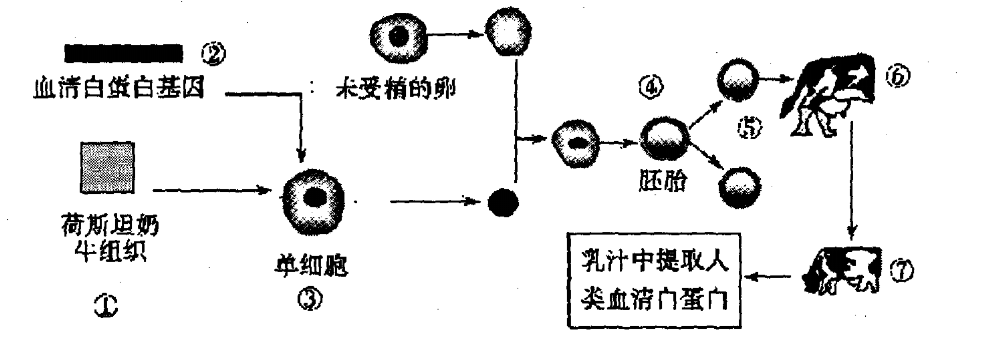 ②
血清白蛋白基因
未受精的卵
④
⑤
⑥
胚胎
荷斯坦奶
牛组织
单细胞
①
③
乳汁中提取人
类血清白蛋白
⑦